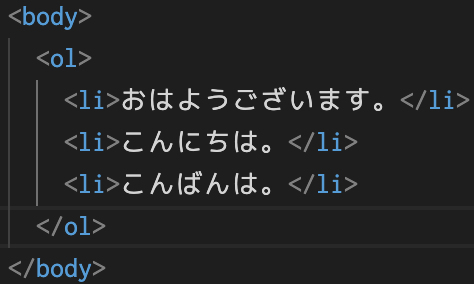 <body>
<ol>
<li>おはようございます。</li>
<li>こんにちは。</li>
<li>こんばんは。</li>
</ol>
</body>